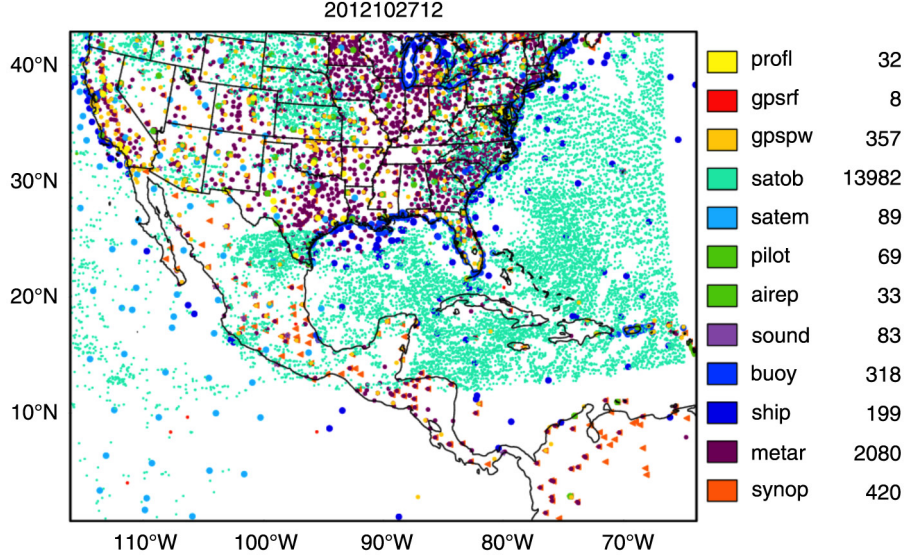 2012102712
40°N
30°N
20°N
10°N
110°W 100°W 90°W 80°W 70°W
profl 32
gpsrf 8
gpspw 357
satob 13982
satem 89
pilot 69
airep 33
sound 83
buoy 318
ship 199
metar 2080
synop 420